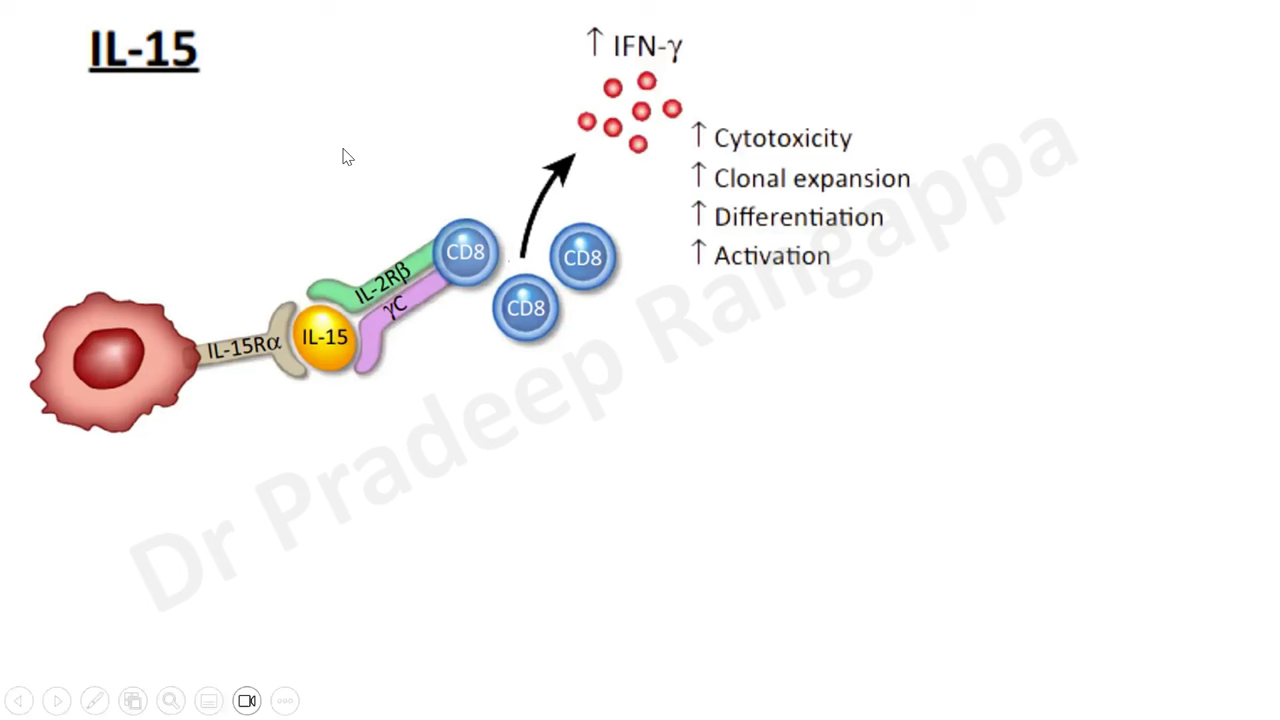 IL-15
↑ IFN-γ
↑ Cytotoxicity
↑ Clonal expansion
↑ Differentiation
↑ Activation
CD8
CD8
CD8
IL-2Rβ
γC
IL-15
IL-15Rα
Dr Pradeep Rangappa